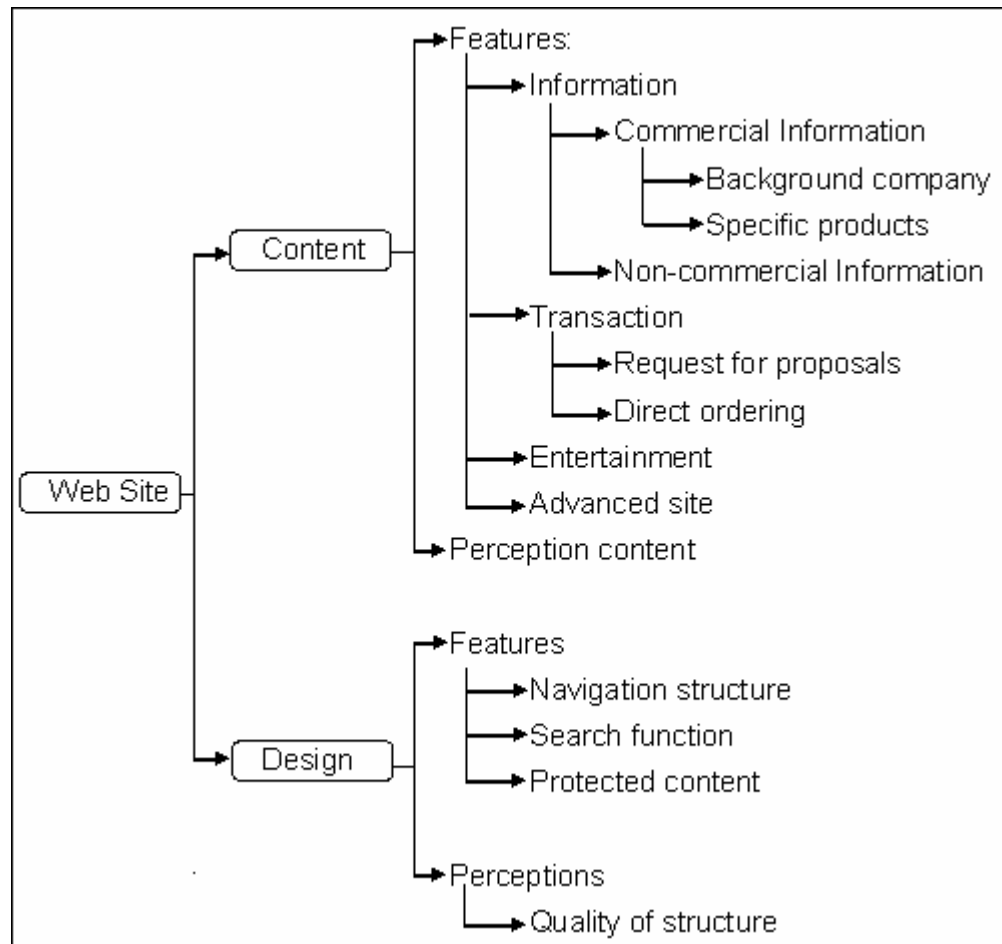 Features:
Information
Commercial Information
Background company
Specific products
Content
Non-commercial Information
Transaction
Request for proposals
Direct ordering
Entertainment
Web Site
Advanced site
Perception content
Features
Navigation structure
Search function
Design
Protected content
Perceptions
Quality of structure